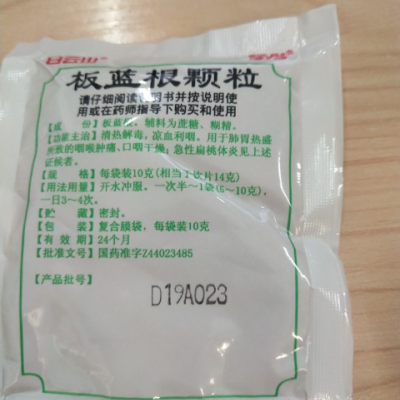 白云山®
板蓝根颗粒
请仔细阅读说明书并按说明使
用或在药师指导下购买和使用
【成 份】板蓝根。辅料为蔗糖、糊精。
【功能主治】清热解毒,凉血利咽。用于肺胃热盛
所致的咽喉肿痛、口咽干燥;急性扁桃体炎见上述
证候者。
【规 格】每袋装10克(相当于饮片14克)
【用法用量】开水冲服。一次半~1袋(5~10克),
一日3~4次。
【贮 藏】密封。
【包 装】复合膜袋,每袋装10克
【有 效 期】24个月
【批准文号】国药准字Z44023485
【产品批号】
D19A023